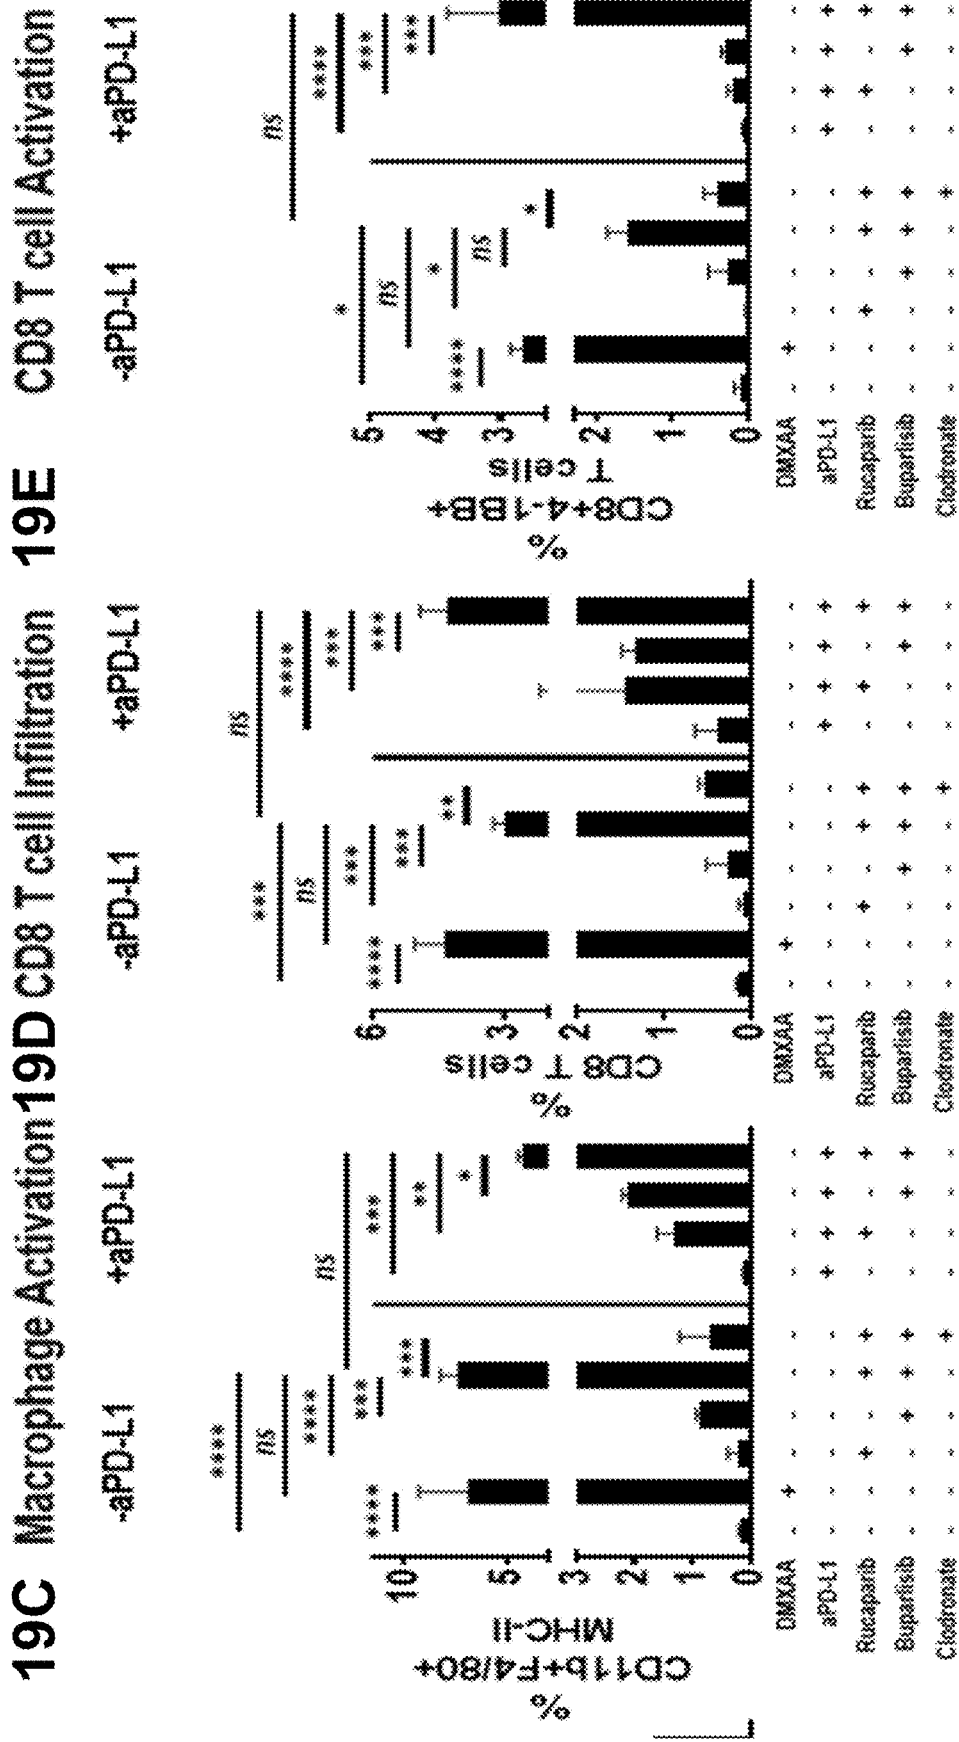 19C Macrophage Activation
-aPD-L1 +aPD-L1
****
ns
****
ns
***
****
***
***
**
*
%
CD11b+F4/80+
MHC-II
10
5
3
2
1
0
DMXAA - + - - - - - - - -
aPD-L1 - - - - - - + + + +
Rucaparib - - + - + + - + - +
Buparlisib - - - + + + - - + +
Clodronate - - - - - + - - - -
19D CD8 T cell Infiltration
-aPD-L1 +aPD-L1
ns
***
****
ns
***
***
****
***
***
**
%
CD8 T cells
6
3
2
1
0
DMXAA - + - - - - - - - -
aPD-L1 - - - - - - + + + +
Rucaparib - - + - + + - + - +
Buparlisib - - - + + + - - + +
Clodronate - - - - - + - - - -
19E CD8 T cell Activation
-aPD-L1 +aPD-L1
ns
****
*
***
ns
***
*
****
ns
*
%
CD8+4-1BB+
T cells
5
4
3
2
1
0
DMXAA - + - - - - - - - -
aPD-L1 - - - - - - + + + +
Rucaparib - - + - + + - + - +
Buparlisib - - - + + + - - + +
Clodronate - - - - - + - - - -